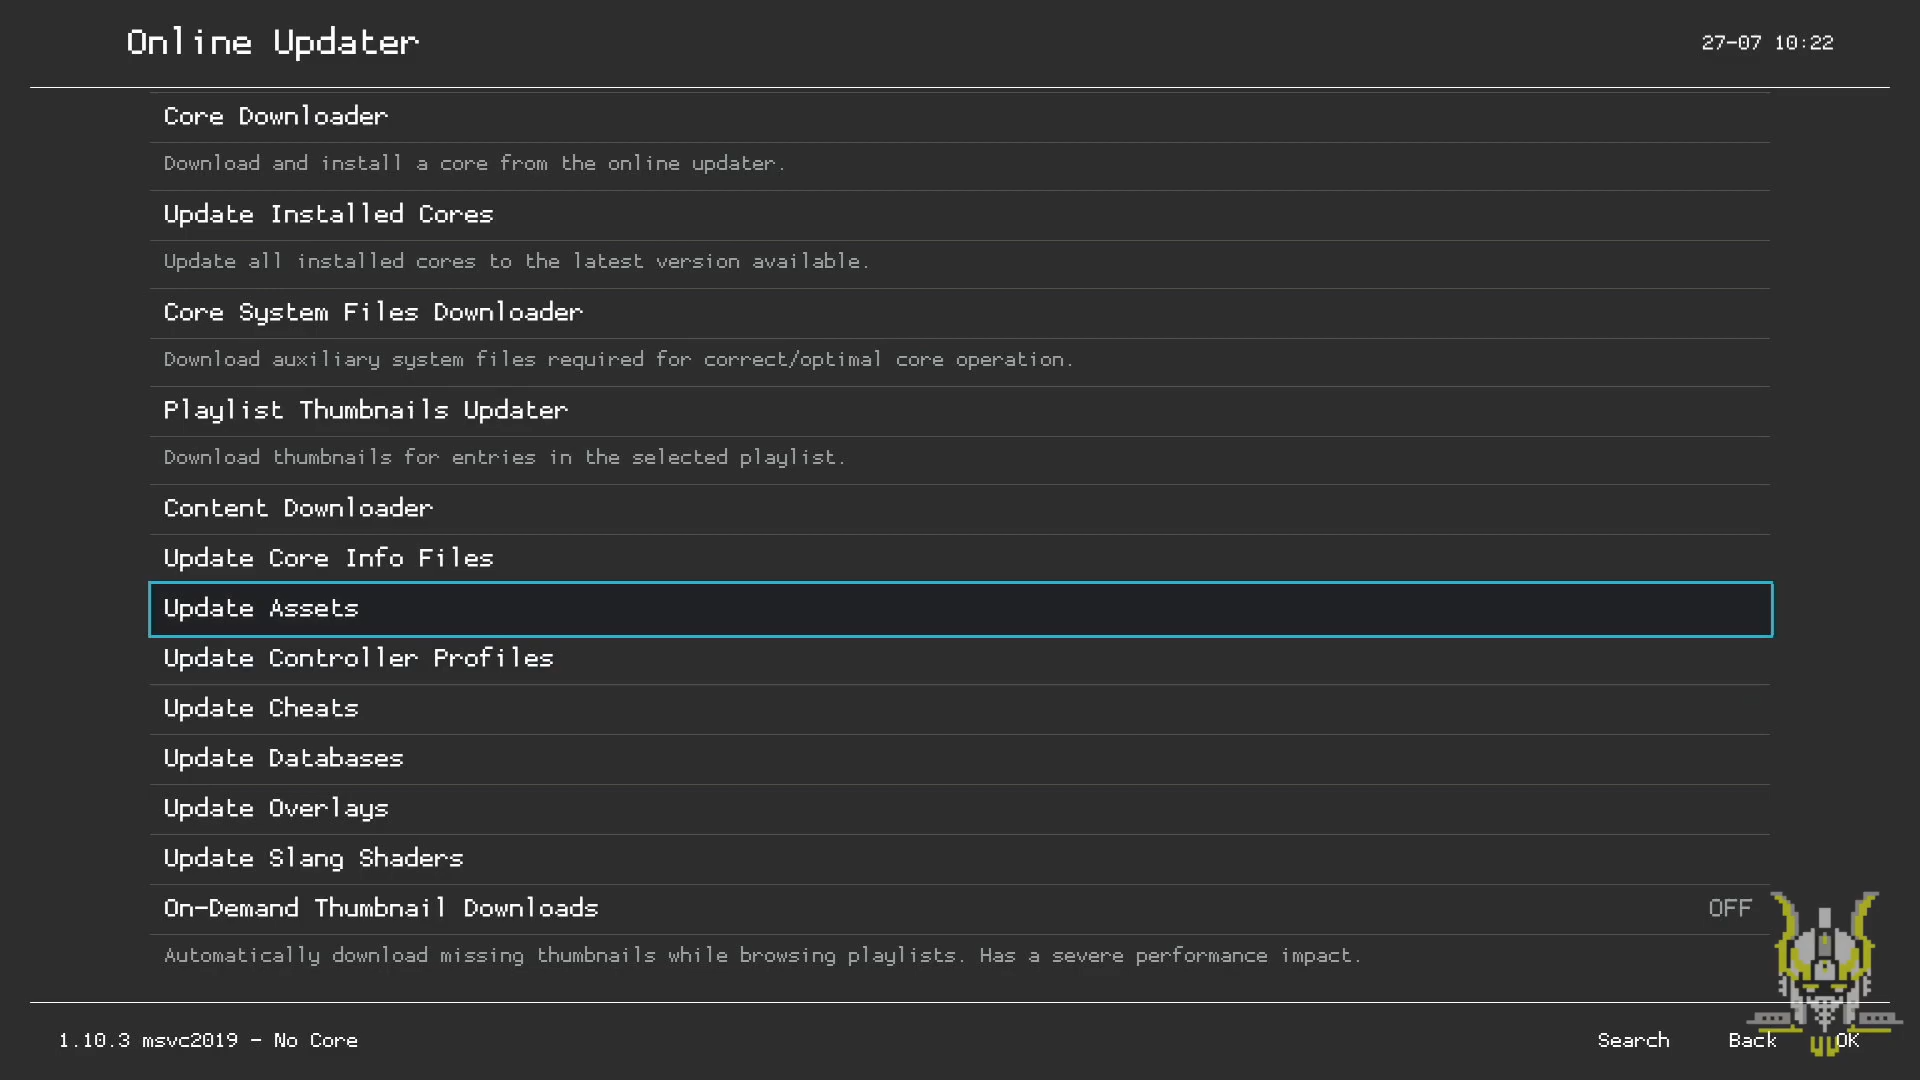 Online Updater
27-07 10:22
Core Downloader
Download and install a core from the online updater.
Update Installed Cores
Update all installed cores to the latest version available.
Core System Files Downloader
Download auxiliary system files required for correct/optimal core operation.
Playlist Thumbnails Updater
Download thumbnails for entries in the selected playlist.
Content Downloader
Update Core Info Files
Update Assets
Update Controller Profiles
Update Cheats
Update Databases
Update Overlays
Update Slang Shaders
On-Demand Thumbnail Downloads OFF
Automatically download missing thumbnails while browsing playlists. Has a severe performance impact.
1.10.3 msvc2019 - No Core
Search Back OK